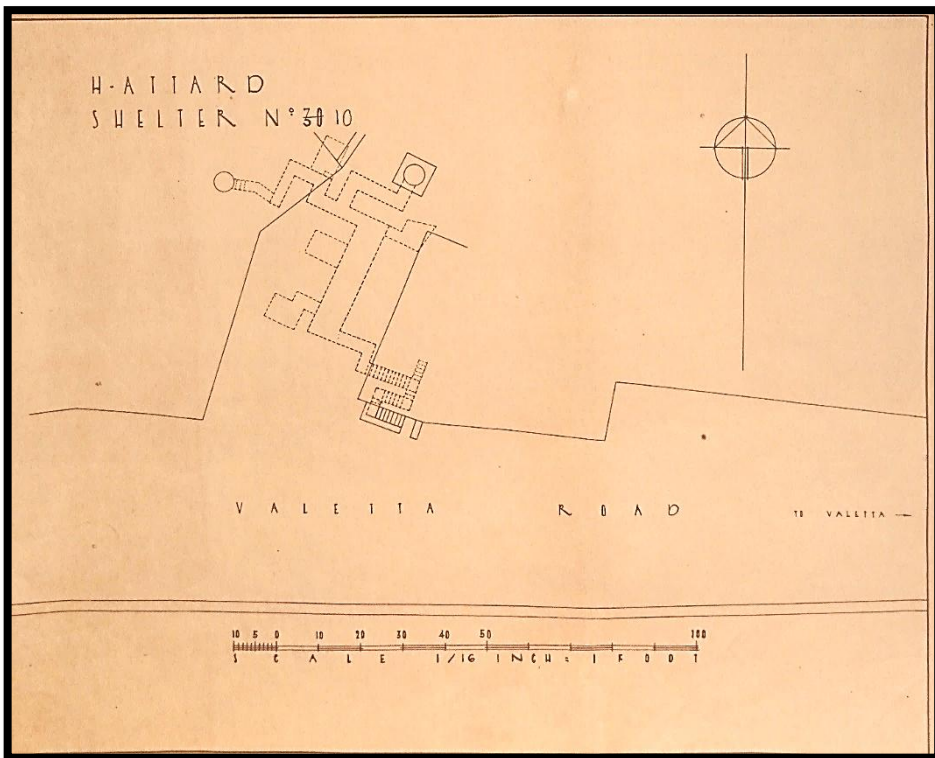 H-ATTARD
SHELTER Nº 10
VALETTA ROAD
TO VALETTA
10 5 0 10 20 30 40 50 100
SCALE 1/16 INCH = 1 FOOT